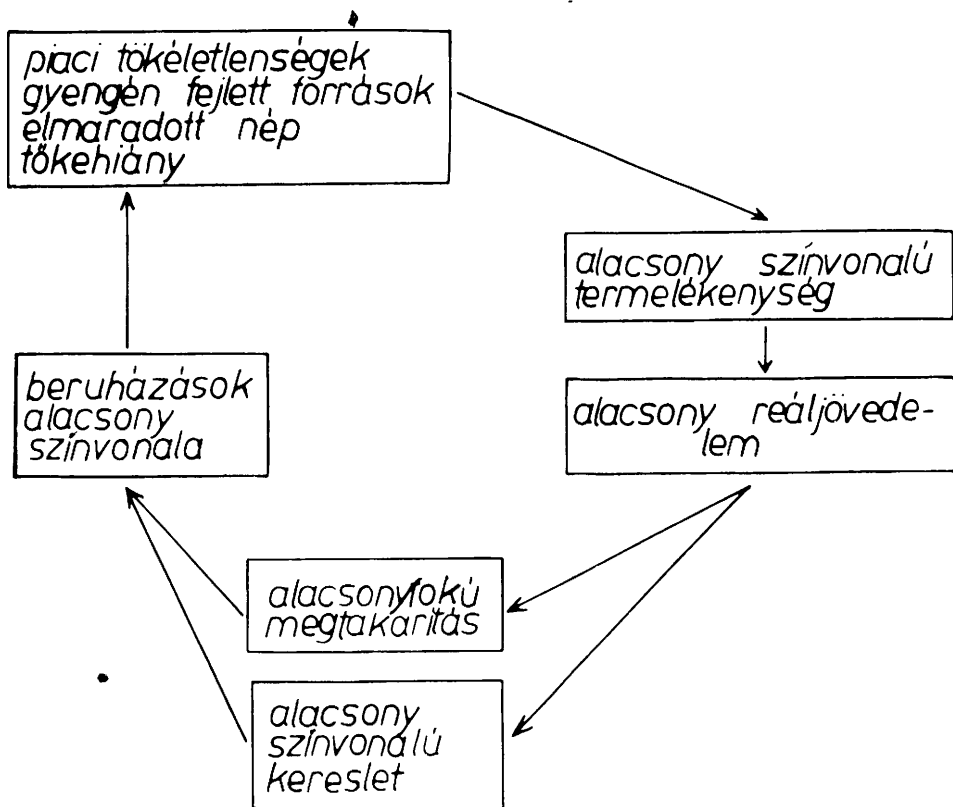 piaci tökéletlenségek
gyengén fejlett források
elmaradott nép
tőkehiány
alacsony színvonalú
termelékenység
beruházások
alacsony
színvonala
alacsony reáljövede-
lem
alacsonyfokú
megtakarítás
alacsony
színvonalú
kereslet